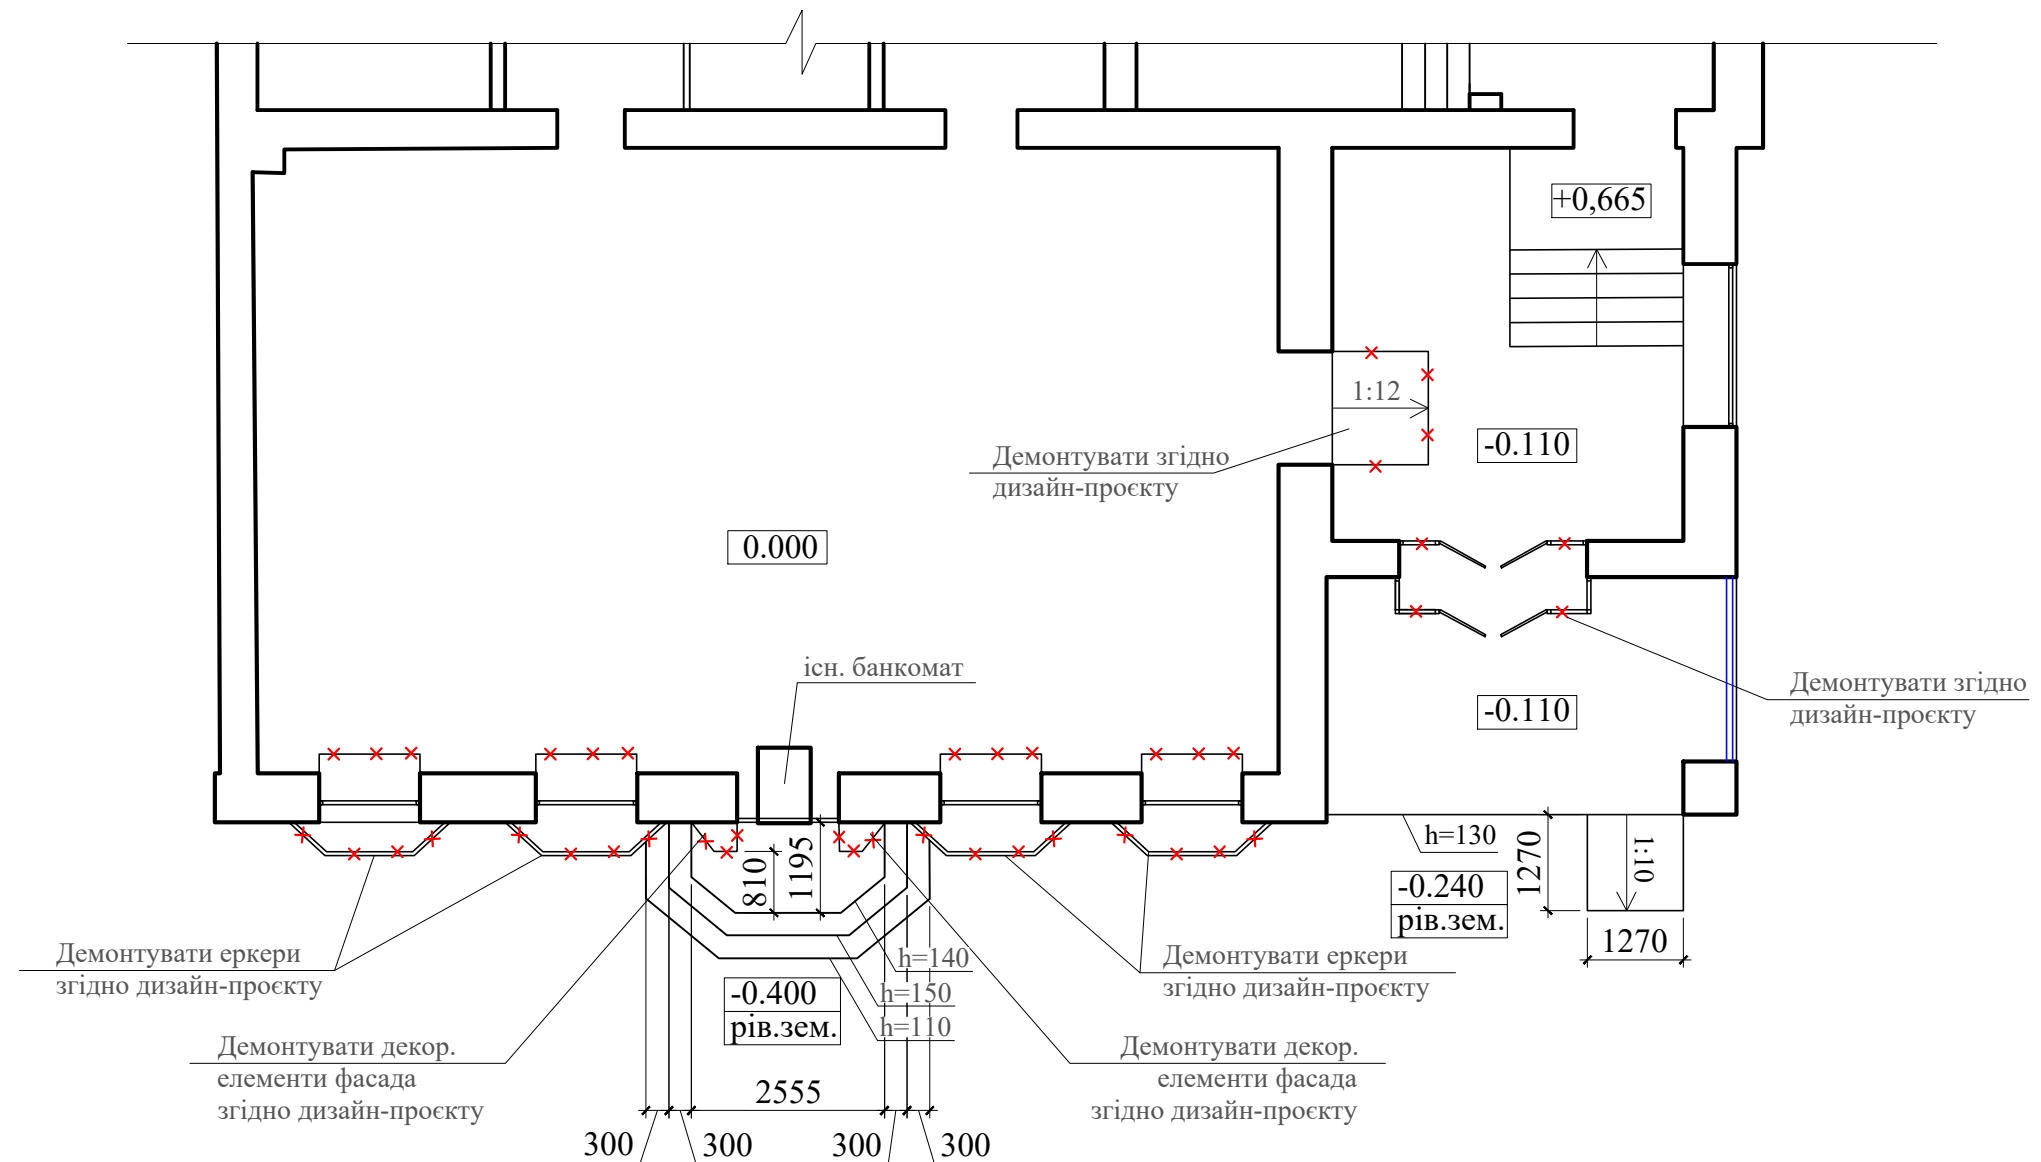 +0,665
1:12
-0.110
Демонтувати згідно
дизайн-проєкту
0.000
існ. банкомат
-0.110
Демонтувати згідно
дизайн-проєкту
h=130
1270
1:10
810
1195
-0.240
рів.зем.
1270
Демонтувати еркери
згідно дизайн-проєкту
h=140
h=150
h=110
-0.400
рів.зем.
Демонтувати еркери
згідно дизайн-проєкту
Демонтувати декор.
елементи фасада
згідно дизайн-проєкту
Демонтувати декор.
елементи фасада
згідно дизайн-проєкту
2555
300
300
300
300